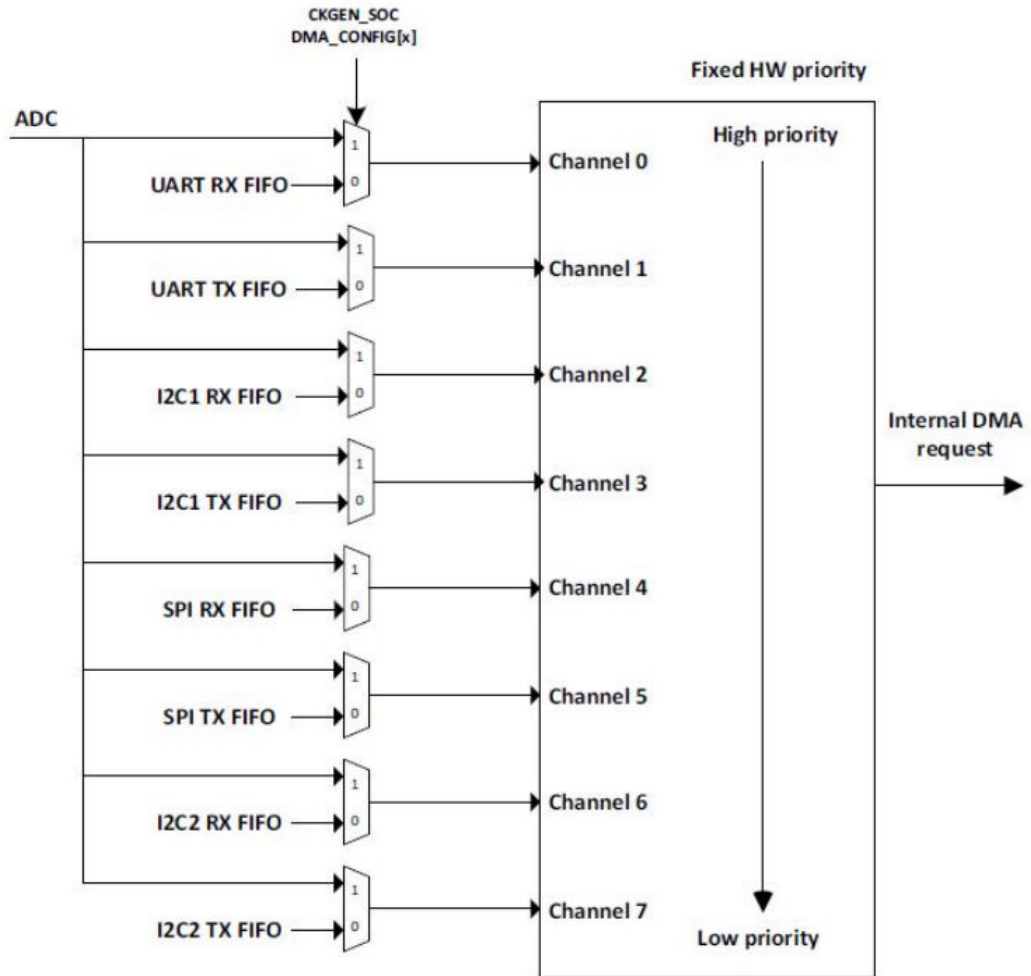 CKGEN_SOC
DMA_CONFIG[x]
Fixed HW priority
ADC
High priority
1
0
UART RX FIFO
Channel 0
1
0
UART TX FIFO
Channel 1
1
0
I2C1 RX FIFO
Channel 2
Internal DMA
request
1
0
I2C1 TX FIFO
Channel 3
1
0
SPI RX FIFO
Channel 4
1
0
SPI TX FIFO
Channel 5
1
0
I2C2 RX FIFO
Channel 6
1
0
I2C2 TX FIFO
Channel 7
Low priority